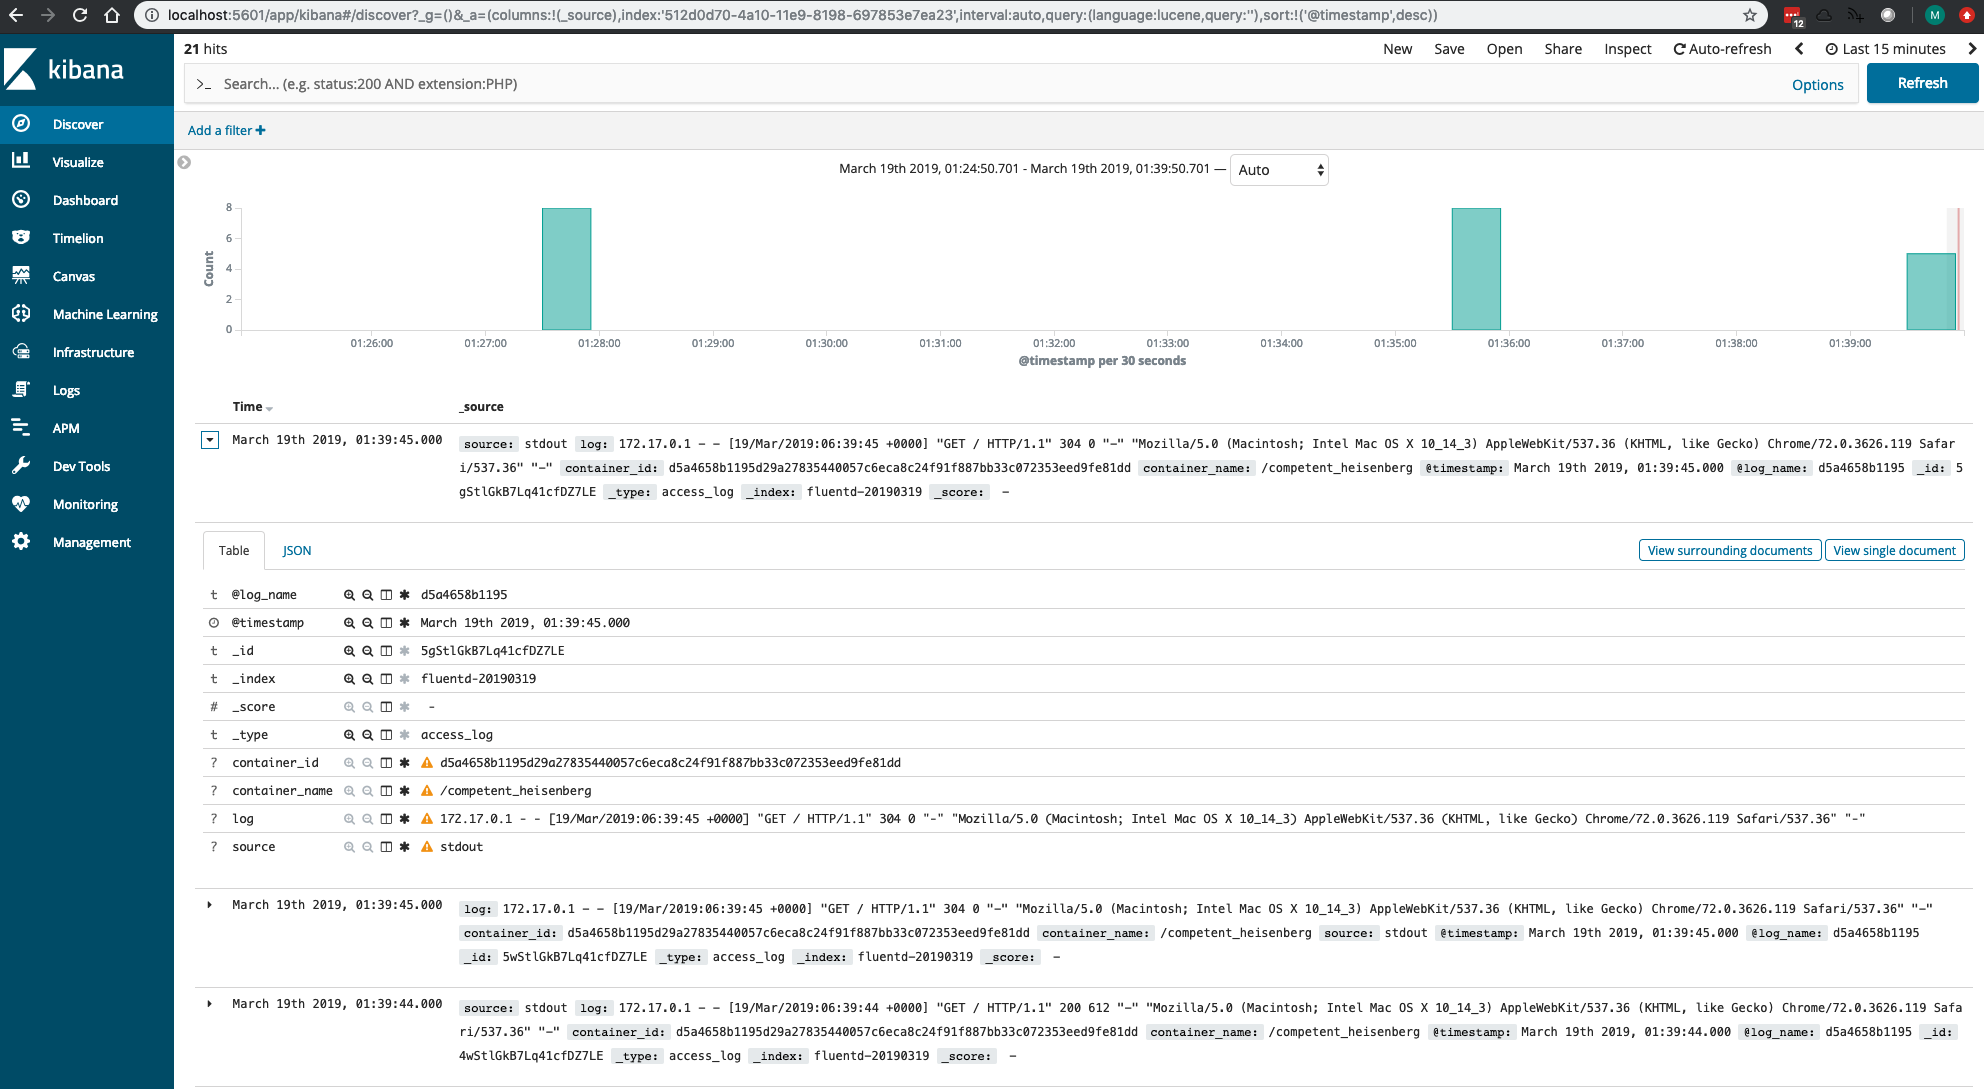 localhost:5601/app/kibana#/discover?_g=()&_a=(columns:!(_source),index:'512d0d70-4a10-11e9-8198-697853e7ea23',interval:auto,query:(language:lucene,query:''),sort:!('@timestamp',desc))
12
M
kibana
Discover
Visualize
Dashboard
Timelion
Canvas
Machine Learning
Infrastructure
Logs
APM
Dev Tools
Monitoring
Management
21 hits
New Save Open Share Inspect Auto-refresh Last 15 minutes
>_ Search... (e.g. status:200 AND extension:PHP) Options Refresh
Add a filter +
March 19th 2019, 01:24:50.701 - March 19th 2019, 01:39:50.701 — Auto
8
6
4
2
0
Count
01:26:00 01:27:00 01:28:00 01:29:00 01:30:00 01:31:00 01:32:00 01:33:00 01:34:00 01:35:00 01:36:00 01:37:00 01:38:00 01:39:00
@timestamp per 30 seconds
Time _source
March 19th 2019, 01:39:45.000 source: stdout log: 172.17.0.1 - - [19/Mar/2019:06:39:45 +0000] "GET / HTTP/1.1" 304 0 "-" "Mozilla/5.0 (Macintosh; Intel Mac OS X 10_14_3) AppleWebKit/537.36 (KHTML, like Gecko) Chrome/72.0.3626.119 Safar
i/537.36" "-" container_id: d5a4658b1195d29a27835440057c6eca8c24f91f887bb33c072353eed9fe81dd container_name: /competent_heisenberg @timestamp: March 19th 2019, 01:39:45.000 @log_name: d5a4658b1195 _id: 5
gStlGkB7Lq41cfDZ7LE _type: access_log _index: fluentd-20190319 _score: -
Table JSON View surrounding documents View single document
t @log_name d5a4658b1195
@timestamp March 19th 2019, 01:39:45.000
t _id 5gStlGkB7Lq41cfDZ7LE
t _index fluentd-20190319
# _score -
t _type access_log
? container_id d5a4658b1195d29a27835440057c6eca8c24f91f887bb33c072353eed9fe81dd
? container_name /competent_heisenberg
? log 172.17.0.1 - - [19/Mar/2019:06:39:45 +0000] "GET / HTTP/1.1" 304 0 "-" "Mozilla/5.0 (Macintosh; Intel Mac OS X 10_14_3) AppleWebKit/537.36 (KHTML, like Gecko) Chrome/72.0.3626.119 Safari/537.36" "-"
? source stdout
March 19th 2019, 01:39:45.000 log: 172.17.0.1 - - [19/Mar/2019:06:39:45 +0000] "GET / HTTP/1.1" 304 0 "-" "Mozilla/5.0 (Macintosh; Intel Mac OS X 10_14_3) AppleWebKit/537.36 (KHTML, like Gecko) Chrome/72.0.3626.119 Safari/537.36" "-"
container_id: d5a4658b1195d29a27835440057c6eca8c24f91f887bb33c072353eed9fe81dd container_name: /competent_heisenberg source: stdout @timestamp: March 19th 2019, 01:39:45.000 @log_name: d5a4658b1195
_id: 5wStlGkB7Lq41cfDZ7LE _type: access_log _index: fluentd-20190319 _score: -
March 19th 2019, 01:39:44.000 source: stdout log: 172.17.0.1 - - [19/Mar/2019:06:39:44 +0000] "GET / HTTP/1.1" 200 612 "-" "Mozilla/5.0 (Macintosh; Intel Mac OS X 10_14_3) AppleWebKit/537.36 (KHTML, like Gecko) Chrome/72.0.3626.119 Safa
ri/537.36" "-" container_id: d5a4658b1195d29a27835440057c6eca8c24f91f887bb33c072353eed9fe81dd container_name: /competent_heisenberg @timestamp: March 19th 2019, 01:39:44.000 @log_name: d5a4658b1195 _id:
4wStlGkB7Lq41cfDZ7LE _type: access_log _index: fluentd-20190319 _score: -